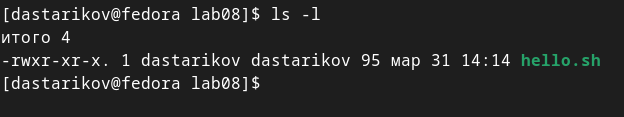 [dastarikov@fedora lab08]$ ls -l
итого 4
-rwxr-xr-x. 1 dastarikov dastarikov 95 мар 31 14:14 hello.sh
[dastarikov@fedora lab08]$